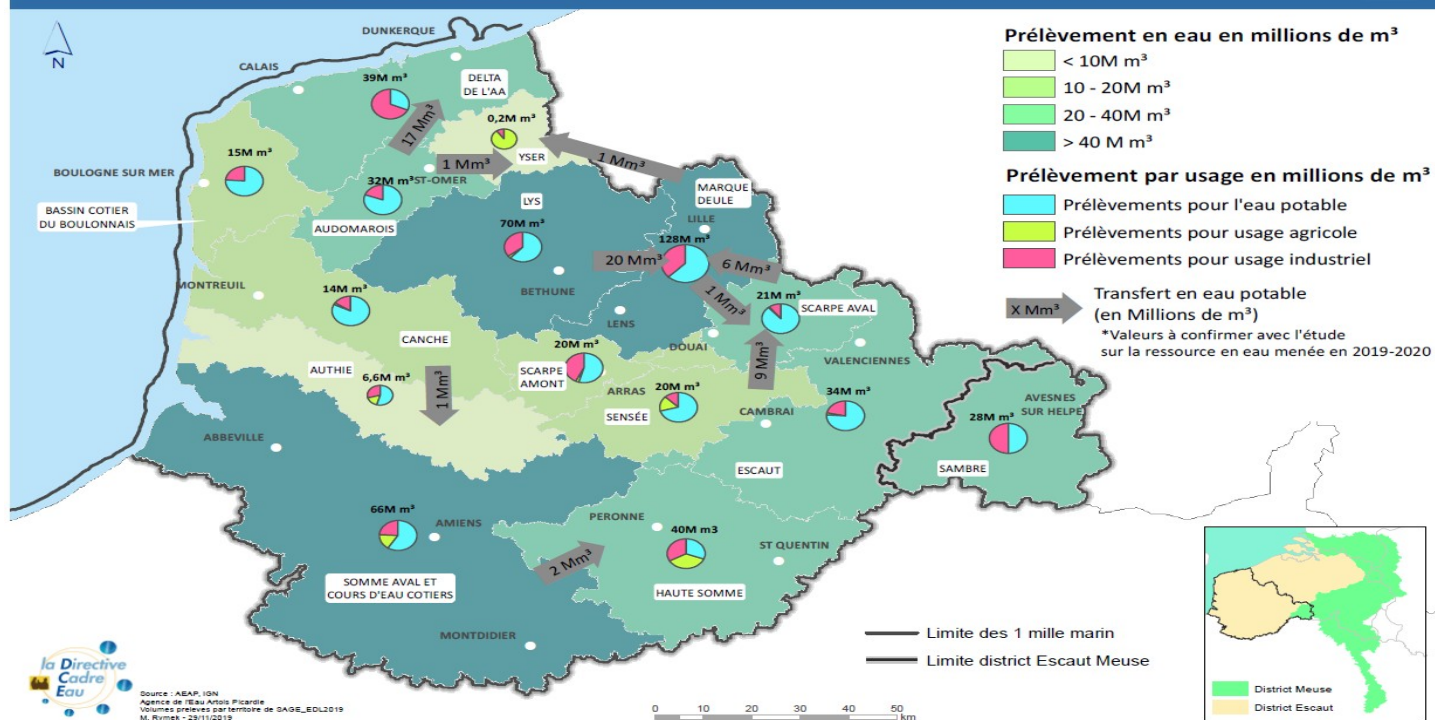 Prélèvement en eau en millions de m³
< 10M m³
10 - 20M m³
20 - 40M m³
> 40 M m³
Prélèvement par usage en millions de m³
Prélèvements pour l'eau potable
Prélèvements pour usage agricole
Prélèvements pour usage industriel
X Mm³
Transfert en eau potable
(en Millions de m³)
*Valeurs à confirmer avec l'étude
sur la ressource en eau menée en 2019-2020
N
DUNKERQUE
CALAIS
39M m³
DELTA
DE L'AA
17 Mm³
0,2M m³
YSER
1 Mm³
1 Mm³
15M m³
BOULOGNE SUR MER
BASSIN COTIER
DU BOULONNAIS
32M m³
ST-OMER
AUDOMAROIS
LYS
70M m³
BETHUNE
MARQUE
DEULE
LILLE
128M m³
20 Mm³
6 Mm³
1 Mm³
LENS
21M m³
SCARPE AVAL
DOUAI
9 Mm³
VALENCIENNES
MONTREUIL
14M m³
CANCHE
20M m³
SCARPE
AMONT
ARRAS
20M m³
SENSÉE
CAMBRAI
34M m³
ESCAUT
AVESNES
SUR HELPE
28M m³
SAMBRE
AUTHIE
6,6M m³
1 Mm³
ABBEVILLE
66M m³
AMIENS
SOMME AVAL ET
COURS D'EAU COTIERS
MONTDIDIER
2 Mm³
PERONNE
40M m3
ST QUENTIN
HAUTE SOMME
Limite des 1 mille marin
Limite district Escaut Meuse
District Meuse
District Escaut
la Directive
Cadre
Eau
Source : AEAP, IGN
Agence de l'Eau Artois Picardie
Volumes preleves par territoire de SAGE_EDL2019
M. Rymek - 29/11/2019
0 10 20 30 40 50
km